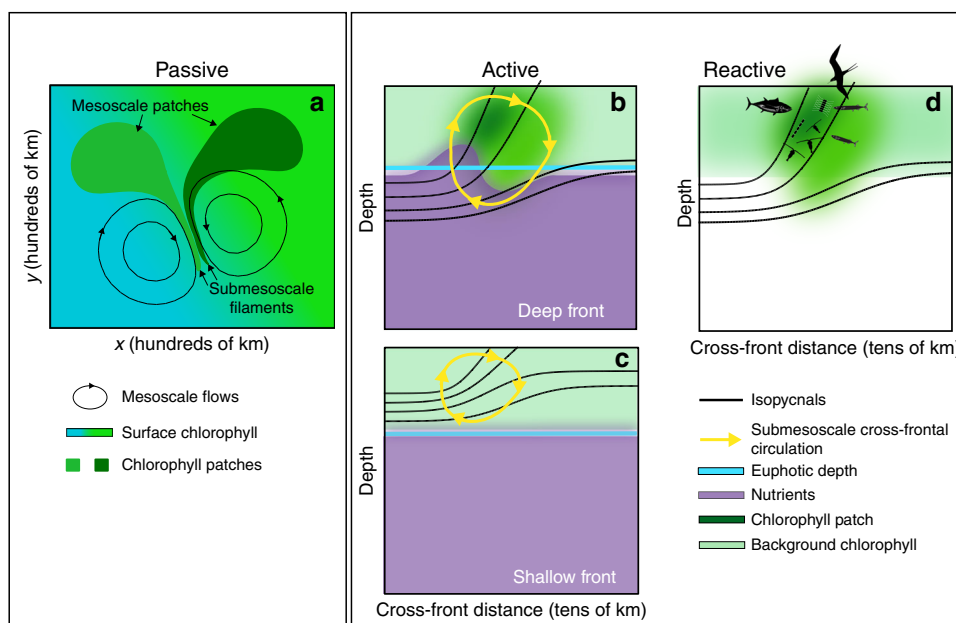 Passive
a
Mesoscale patches
Submesoscale
filaments
y (hundreds of km)
x (hundreds of km)
Mesoscale flows
Surface chlorophyll
Chlorophyll patches
Active
b
Depth
Deep front
c
Depth
Shallow front
Cross-front distance (tens of km)
Reactive
d
Depth
Cross-front distance (tens of km)
Isopycnals
Submesoscale cross-frontal
circulation
Euphotic depth
Nutrients
Chlorophyll patch
Background chlorophyll